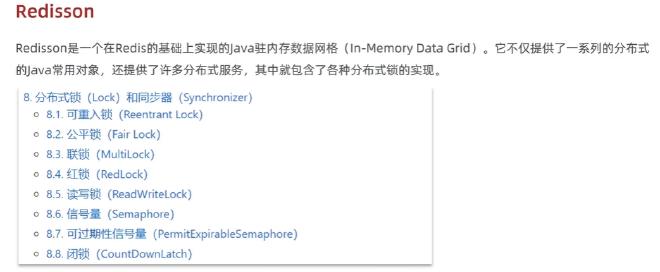 Redisson
Redisson是一个在Redis的基础上实现的Java驻内存数据网格（In-Memory Data Grid）。它不仅提供了一系列的分布式
的Java常用对象，还提供了许多分布式服务，其中就包含了各种分布式锁的实现。
8. 分布式锁（Lock）和同步器（Synchronizer）
8.1. 可重入锁（Reentrant Lock）
8.2. 公平锁（Fair Lock）
8.3. 联锁（MultiLock）
8.4. 红锁（RedLock）
8.5. 读写锁（ReadWriteLock）
8.6. 信号量（Semaphore）
8.7. 可过期性信号量（PermitExpirableSemaphore）
8.8. 闭锁（CountDownLatch）